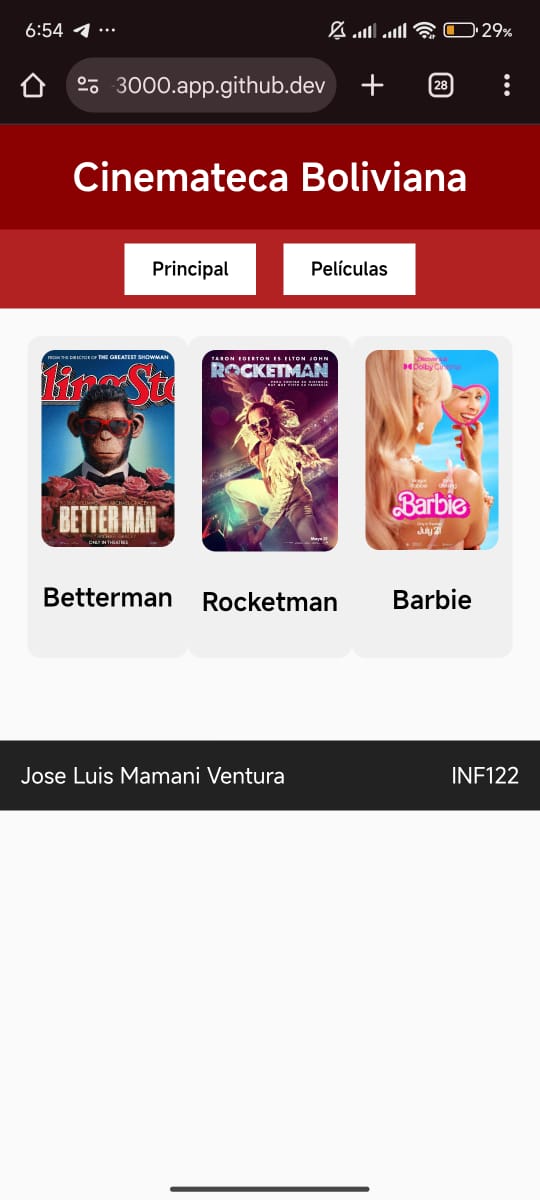 6:54
29%
3000.app.github.dev
28
Cinemateca Boliviana
Principal
Películas
FROM THE DIRECTOR OF THE GREATEST SHOWMAN
llingSto
BETTER MAN
ONLY IN THEATRES
TARON EGERTON ES ELTON JOHN
ROCKETMAN
Mayo 31
Dolby Cinema
Barbie
July 21
Betterman
Rocketman
Barbie
Jose Luis Mamani Ventura
INF122